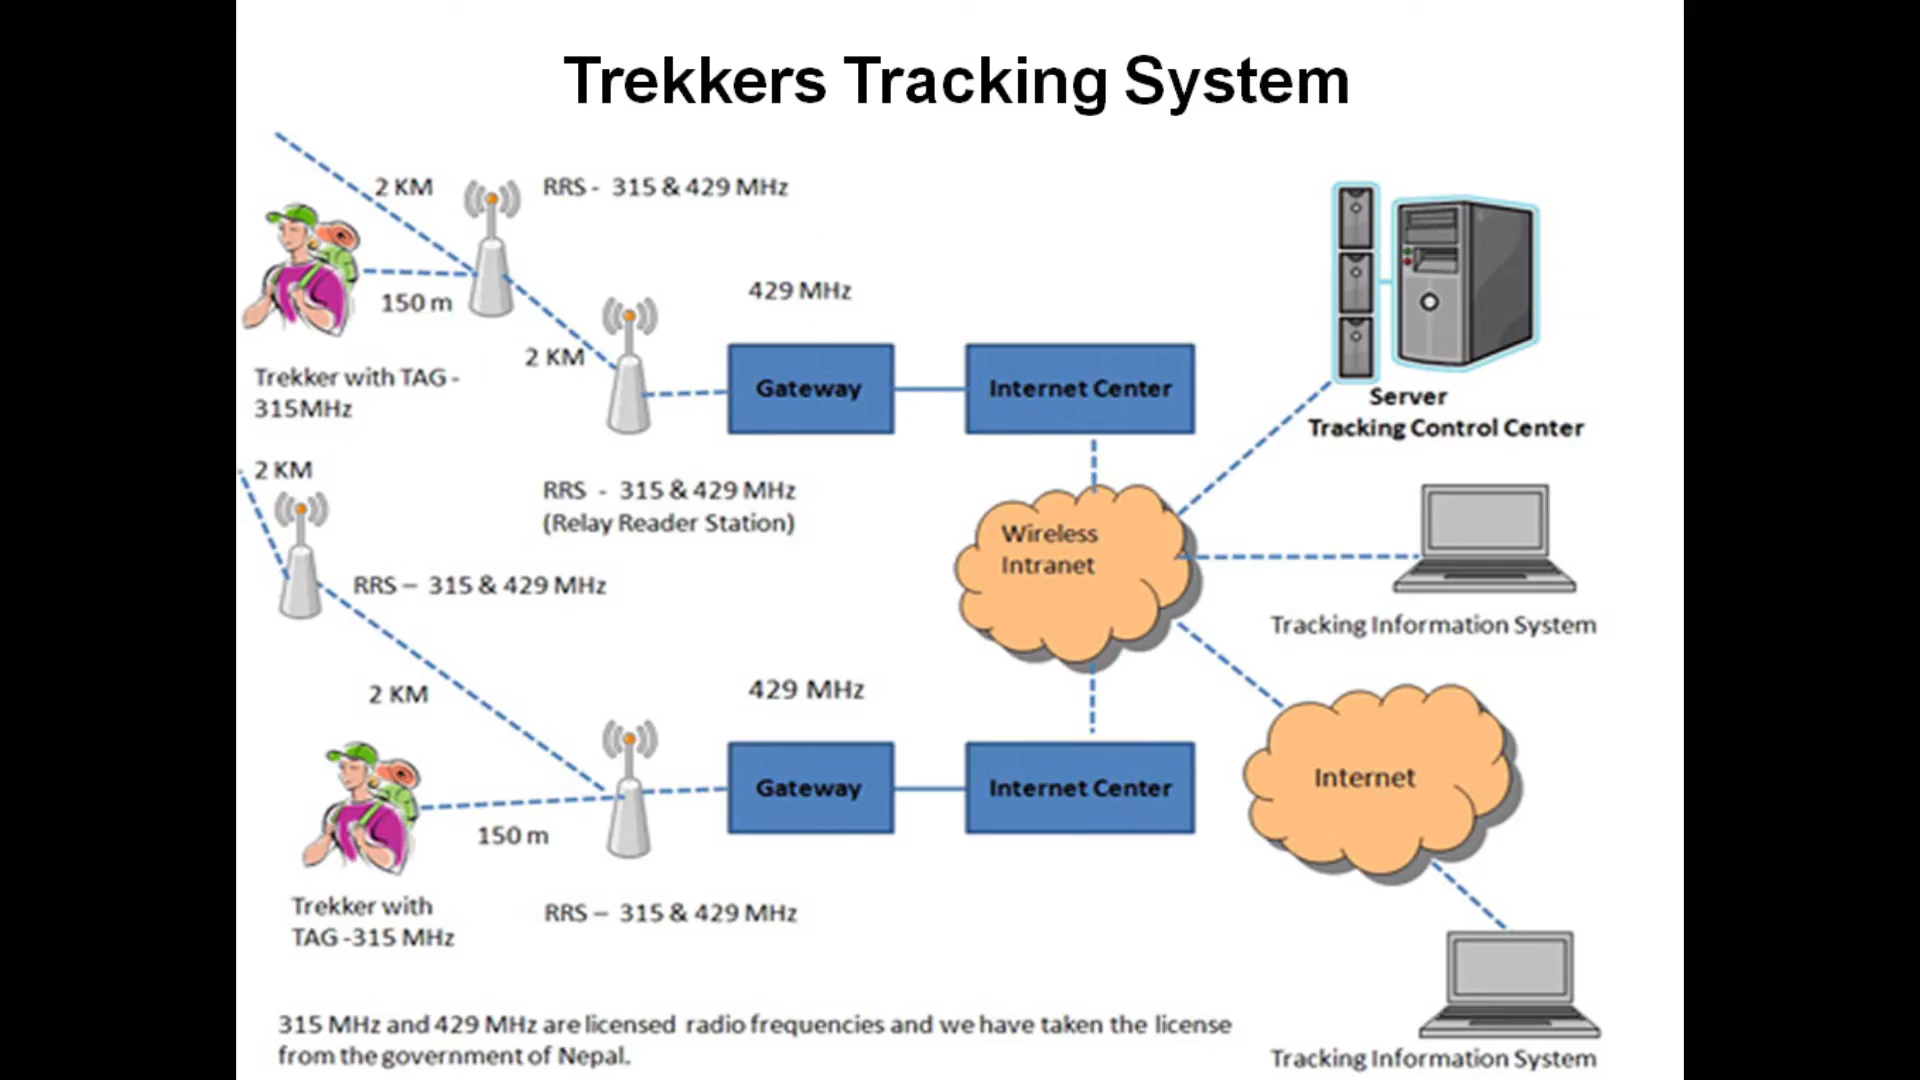 Trekkers Tracking System
2 KM
RRS - 315 & 429 MHz
150 m
429 MHz
2 KM
Trekker with TAG -
315MHz
Gateway
Internet Center
Server
Tracking Control Center
2 KM
RRS - 315 & 429 MHz
(Relay Reader Station)
Wireless
Intranet
RRS – 315 & 429 MHz
Tracking Information System
2 KM
429 MHz
Gateway
Internet Center
Internet
150 m
Trekker with
TAG -315 MHz
RRS – 315 & 429 MHz
315 MHz and 429 MHz are licensed radio frequencies and we have taken the license
from the government of Nepal.
Tracking Information System